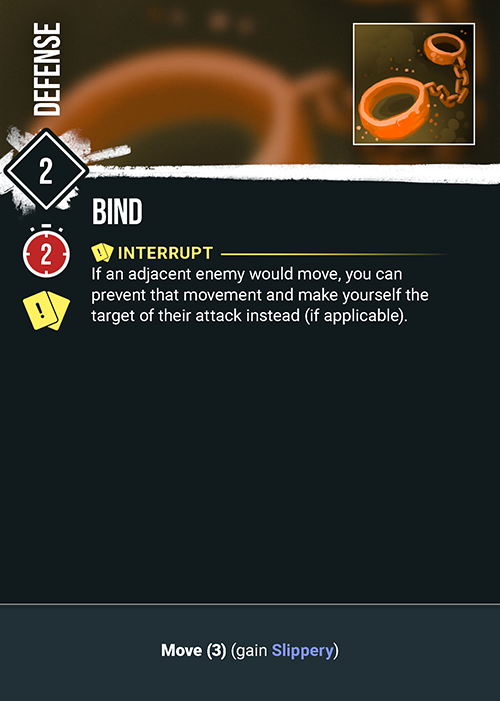 DEFENSE
2
BIND
2
! INTERRUPT
!
If an adjacent enemy would move, you can
prevent that movement and make yourself the
target of their attack instead (if applicable).
Move (3) (gain Slippery)